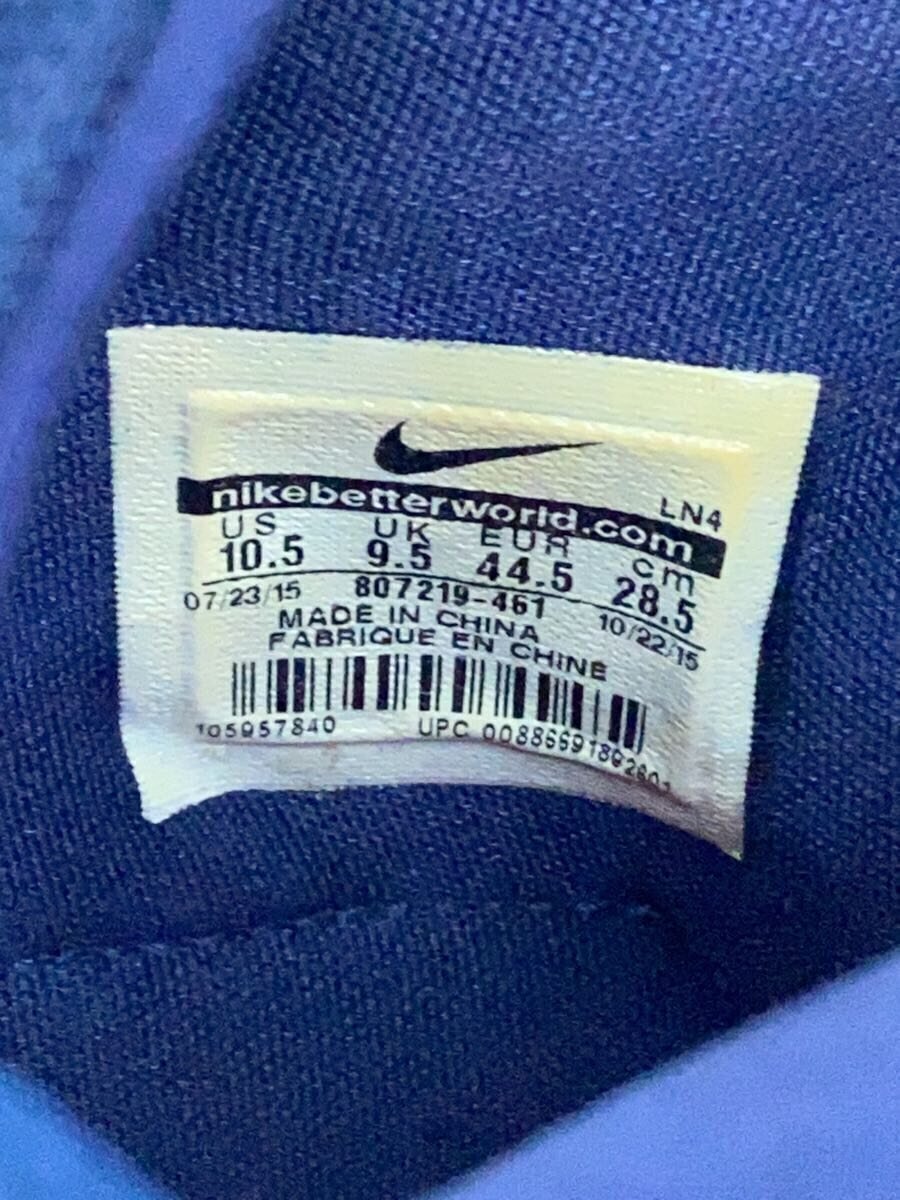 nikebetterworld.com
LN4
US UK EUR cm
10.5 9.5 44.5 28.5
07/23/15 807219-461 10/22/15
MADE IN CHINA
FABRIQUE EN CHINE
105957840 UPC